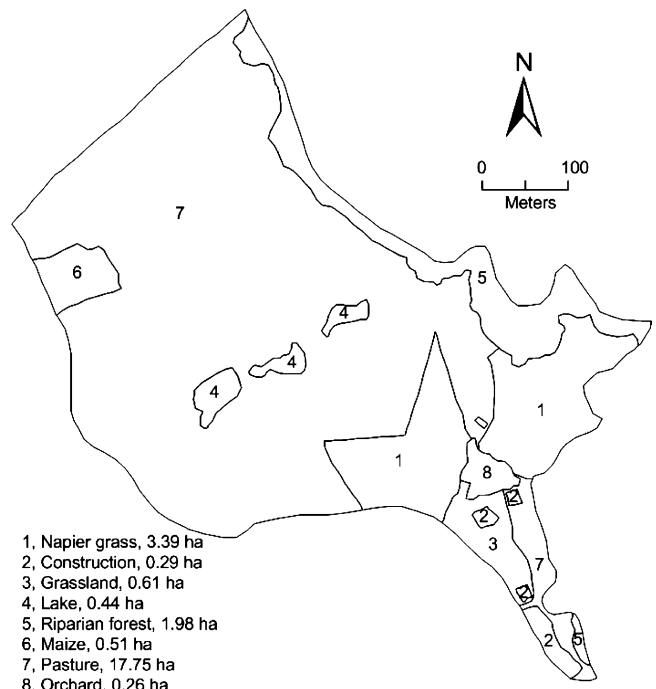 N
0 100
Meters
7
5
6
4
4
4
1
1
8
2
2
3
7
2
2
5
1, Napier grass, 3.39 ha
2, Construction, 0.29 ha
3, Grassland, 0.61 ha
4, Lake, 0.44 ha
5, Riparian forest, 1.98 ha
6, Maize, 0.51 ha
7, Pasture, 17.75 ha
8, Orchard, 0.26 ha